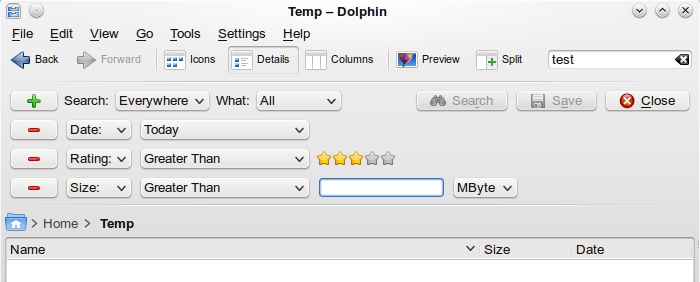 Temp – Dolphin
File Edit View Go Tools Settings Help
Back Forward Icons Details Columns Preview Split test
Search: Everywhere What: All Search Save Close
Date: Today
Rating: Greater Than
Size: Greater Than MByte
Home Temp
Name Size Date